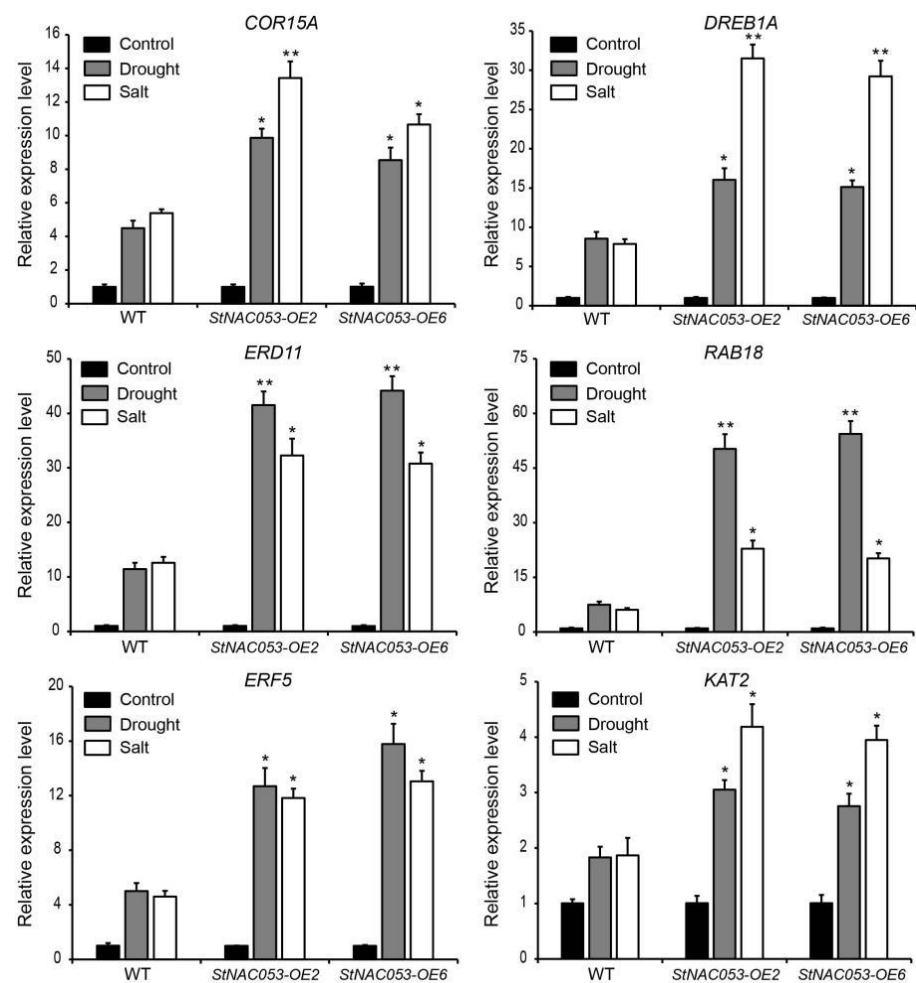 COR15A
Relative expression level
16
14
12
10
8
6
4
2
0
Control
Drought
Salt
* ** * *
WT StNAC053-OE2 StNAC053-OE6
DREB1A
Relative expression level
35
30
25
20
15
10
5
0
Control
Drought
Salt
* ** * **
WT StNAC053-OE2 StNAC053-OE6
ERD11
Relative expression level
50
40
30
20
10
0
Control
Drought
Salt
** * ** *
WT StNAC053-OE2 StNAC053-OE6
RAB18
Relative expression level
75
60
45
30
15
0
Control
Drought
Salt
** * ** *
WT StNAC053-OE2 StNAC053-OE6
ERF5
Relative expression level
20
16
12
8
4
0
Control
Drought
Salt
* * * *
WT StNAC053-OE2 StNAC053-OE6
KAT2
Relative expression level
5
4
3
2
1
0
Control
Drought
Salt
* * * *
WT StNAC053-OE2 StNAC053-OE6